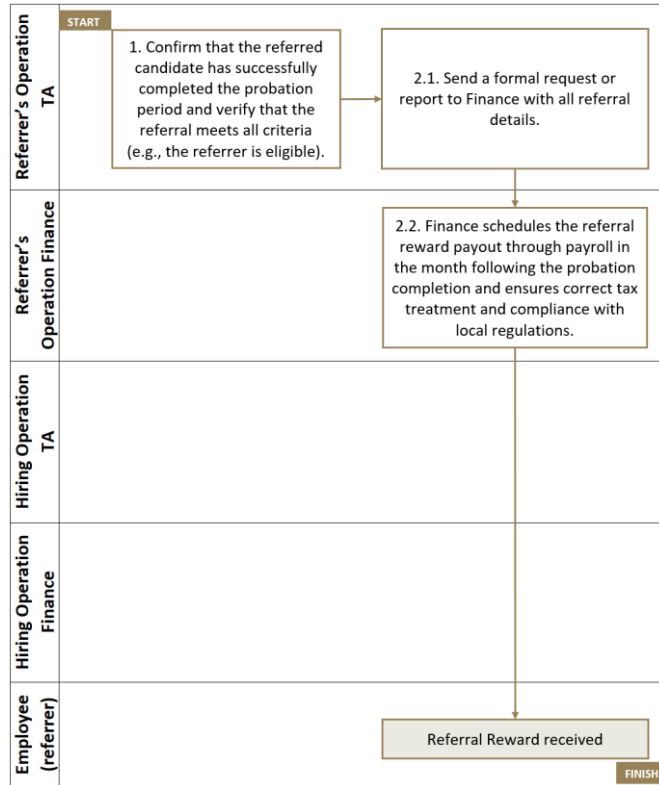 START
Referrer's Operation
TA
1. Confirm that the referred
candidate has successfully
completed the probation
period and verify that the
referral meets all criteria
(e.g., the referrer is eligible).
2.1. Send a formal request or
report to Finance with all referral
details.
Referrer's
Operation Finance
2.2. Finance schedules the referral
reward payout through payroll in
the month following the probation
completion and ensures correct tax
treatment and compliance with
local regulations.
Hiring Operation
TA
Hiring Operation
Finance
Employee
(referrer)
Referral Reward received
FINISH